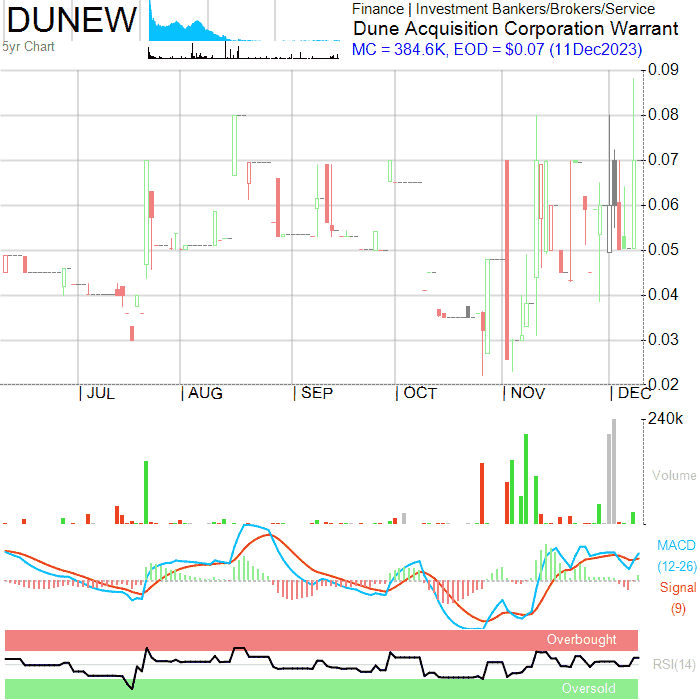 DUNEW
5yr Chart
Finance | Investment Bankers/Brokers/Service
Dune Acquisition Corporation Warrant
MC = 384.6K, EOD = $0.07 (11Dec2023)
0.09
0.08
0.07
0.06
0.05
0.04
0.03
0.02
| JUL | AUG | SEP | OCT | NOV | DEC
240k
Volume
MACD
(12-26)
Signal
(9)
Overbought
RSI(14)
Oversold